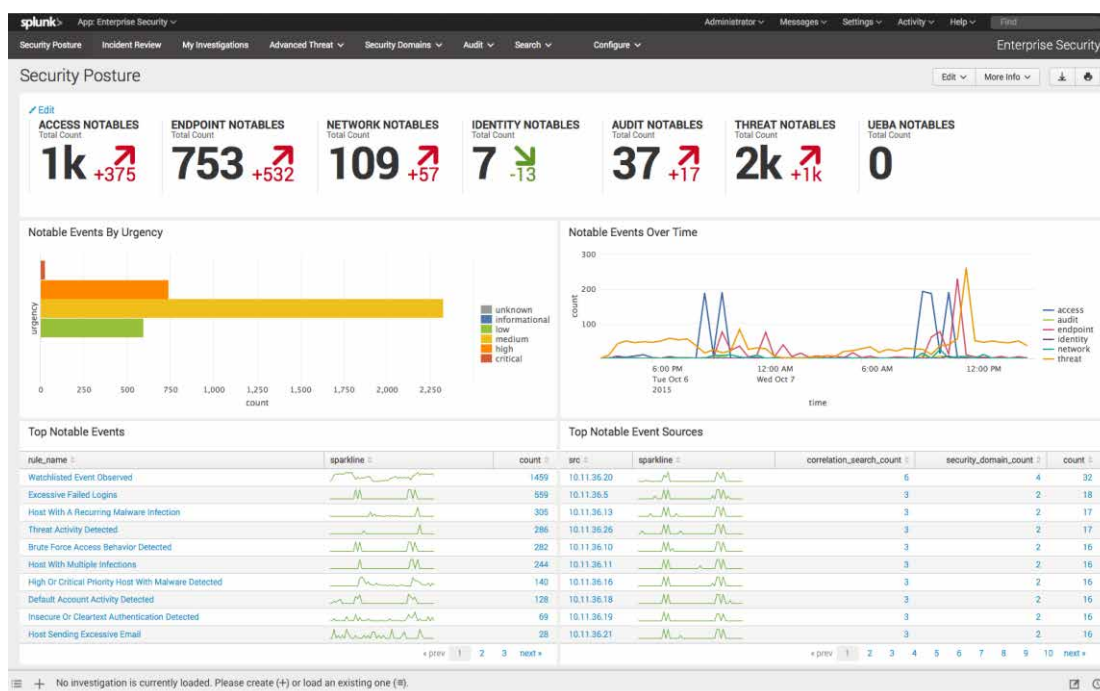 splunk> App: Enterprise Security Administrator Messages Settings Activity Help Find
Security Posture Incident Review My Investigations Advanced Threat Security Domains Audit Search Configure Enterprise Security
Security Posture Edit More Info
Edit
ACCESS NOTABLES ENDPOINT NOTABLES NETWORK NOTABLES IDENTITY NOTABLES AUDIT NOTABLES THREAT NOTABLES UEBA NOTABLES
Total Count Total Count Total Count Total Count Total Count Total Count Total Count
1k +375 753 +532 109 +57 7 -13 37 +17 2k +1k 0
Notable Events By Urgency
urgency
unknown
informational
low
medium
high
critical
0 250 500 750 1,000 1,250 1,500 1,750 2,000 2,250
count
Notable Events Over Time
300
200
100
count
access
audit
endpoint
identity
network
threat
6:00 PM 12:00 AM 6:00 AM 12:00 PM
Tue Oct 6 Wed Oct 7
2015
time
Top Notable Events
rule_name sparkline count
Watchlisted Event Observed 1459
Excessive Failed Logins 559
Host With A Recurring Malware Infection 305
Threat Activity Detected 286
Brute Force Access Behavior Detected 282
Host With Multiple Infections 244
High Or Critical Priority Host With Malware Detected 140
Default Account Activity Detected 128
Insecure Or Cleartext Authentication Detected 69
Host Sending Excessive Email 28
« prev 1 2 3 next »
Top Notable Event Sources
src sparkline correlation_search_count security_domain_count count
10.11.36.20 6 4 32
10.11.36.5 3 2 18
10.11.36.13 3 2 17
10.11.36.26 3 2 17
10.11.36.10 3 2 16
10.11.36.11 3 2 16
10.11.36.16 3 2 16
10.11.36.18 3 2 16
10.11.36.19 3 2 16
10.11.36.21 3 2 16
« prev 1 2 3 4 5 6 7 8 9 10 next »
No investigation is currently loaded. Please create (+) or load an existing one (≡).